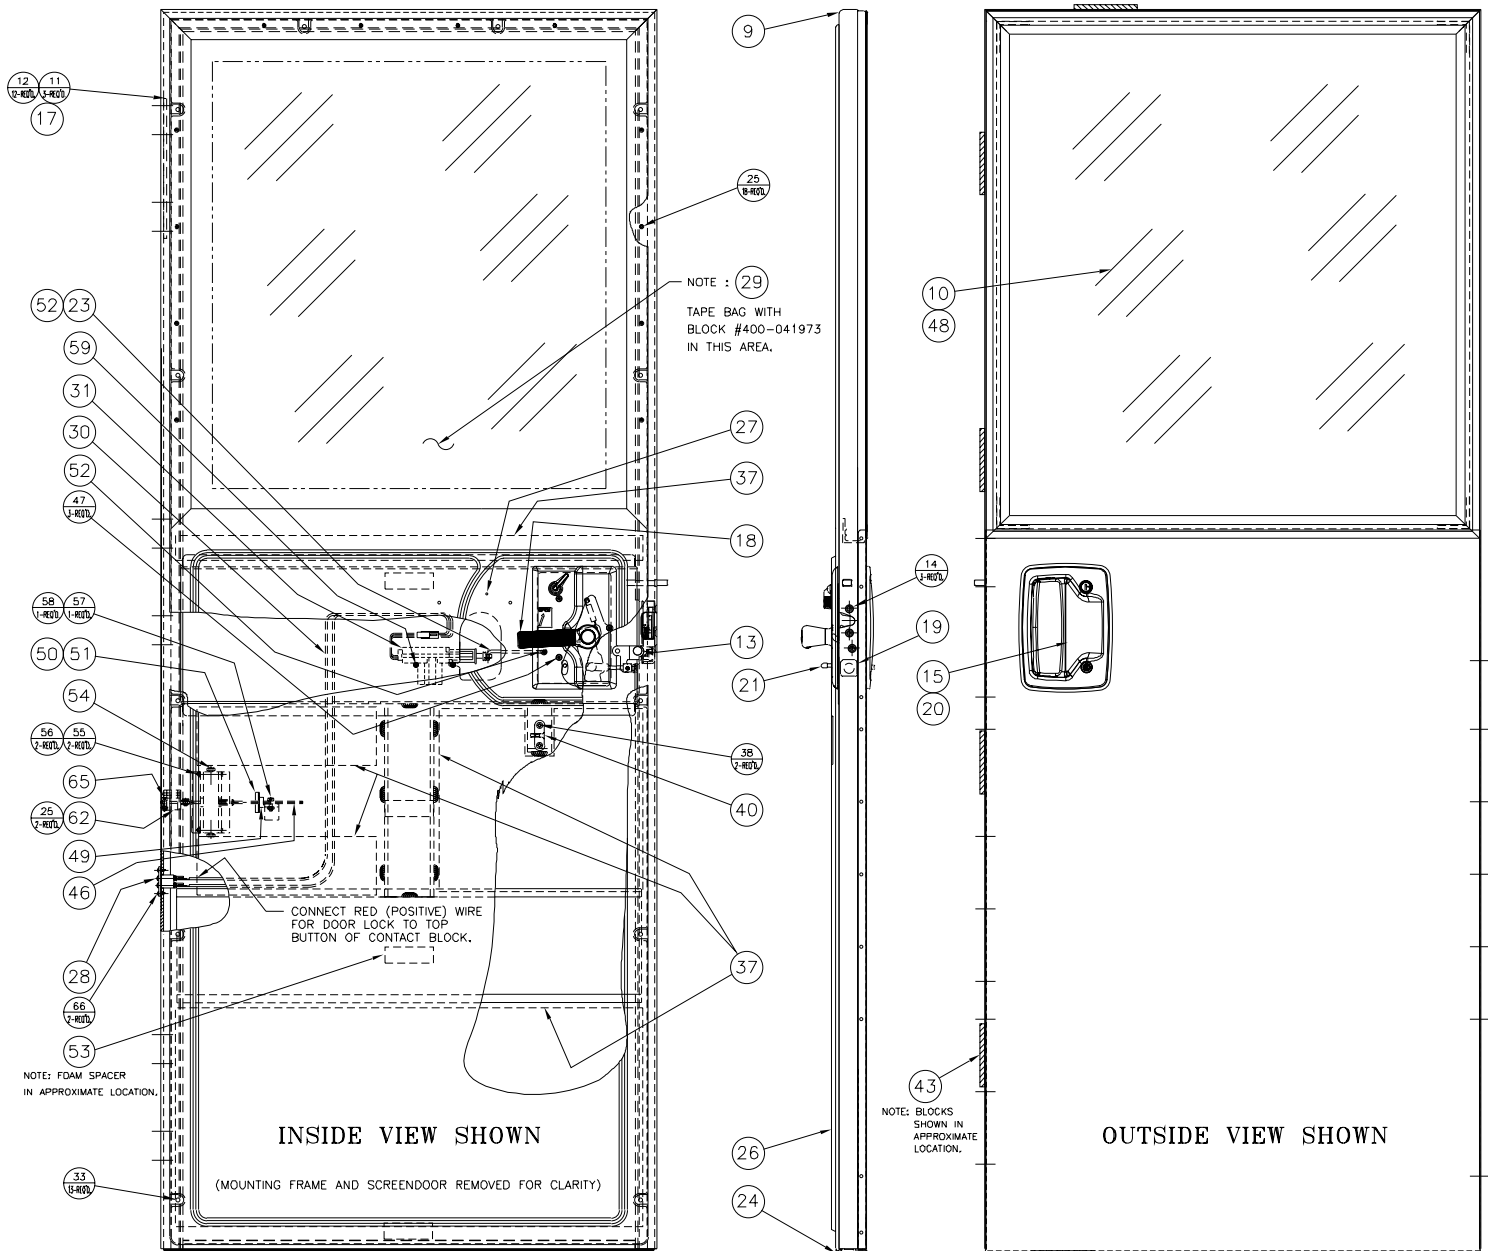 12
12-REQ'D.
11
3-REQ'D.
17
52
23
59
31
30
52
47
3-REQ'D.
58
1-REQ'D.
57
1-REQ'D.
50
51
54
56
2-REQ'D.
55
2-REQ'D.
65
25
2-REQ'D.
62
49
46
28
66
2-REQ'D.
53
NOTE: FOAM SPACER
IN APPROXIMATE LOCATION.
33
13-REQ'D.
CONNECT RED (POSITIVE) WIRE
FOR DOOR LOCK TO TOP
BUTTON OF CONTACT BLOCK.
INSIDE VIEW SHOWN
(MOUNTING FRAME AND SCREENDOOR REMOVED FOR CLARITY)
9
25
18-REQ'D.
NOTE : 29
TAPE BAG WITH
BLOCK #400-041973
IN THIS AREA.
27
37
18
13
38
2-REQ'D.
40
37
21
14
3-REQ'D.
19
26
24
10
48
15
20
43
NOTE: BLOCKS
SHOWN IN
APPROXIMATE
LOCATION.
OUTSIDE VIEW SHOWN